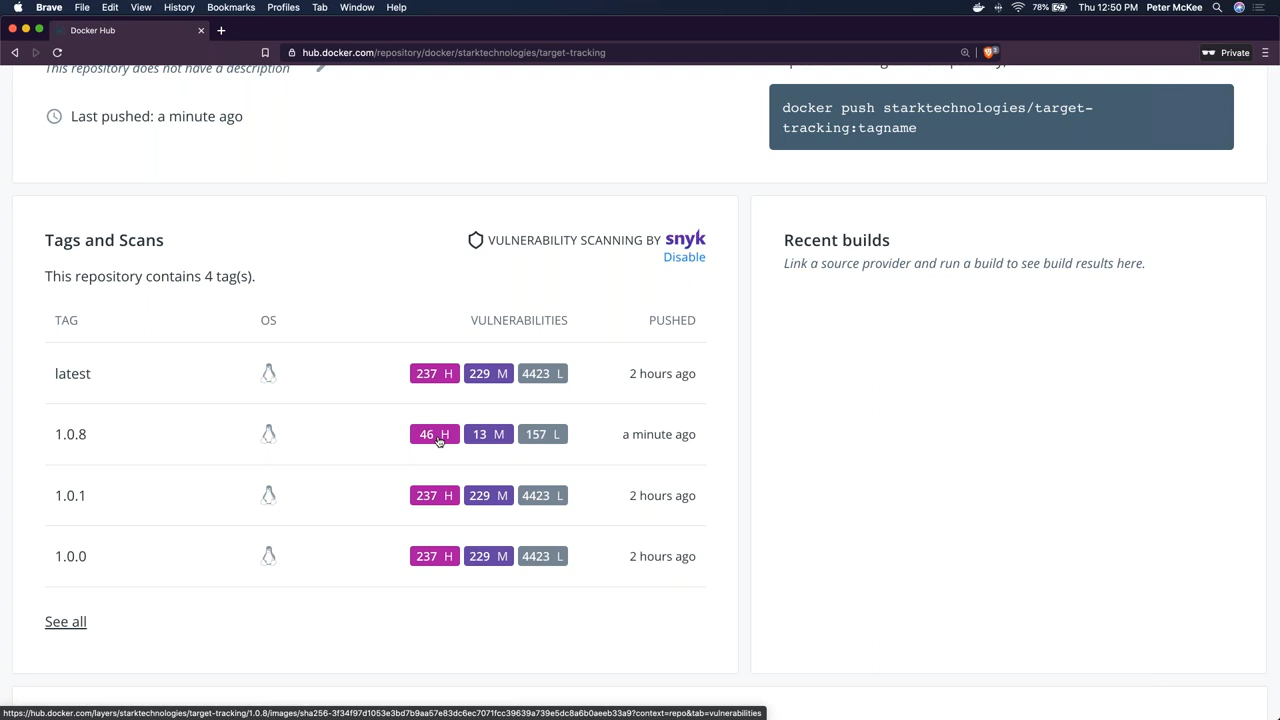 Brave File Edit View History Bookmarks Profiles Tab Window Help 78% Thu 12:50 PM Peter McKee
Docker Hub
hub.docker.com/repository/docker/starktechnologies/target-tracking Private
This repository does not have a description
Last pushed: a minute ago
docker push starktechnologies/target-
tracking:tagname
Tags and Scans
VULNERABILITY SCANNING BY snyk
Disable
This repository contains 4 tag(s).
TAG OS VULNERABILITIES PUSHED
latest 237 H 229 M 4423 L 2 hours ago
1.0.8 46 H 13 M 157 L a minute ago
1.0.1 237 H 229 M 4423 L 2 hours ago
1.0.0 237 H 229 M 4423 L 2 hours ago
See all
Recent builds
Link a source provider and run a build to see build results here.
https://hub.docker.com/layers/starktechnologies/target-tracking/1.0.8/images/sha256-3f34f97d1053e3bd7b9aa57e83dc6ec7071fcc39639a739e5dc8a6b0aeeb33a9?context=repo&tab=vulnerabilities